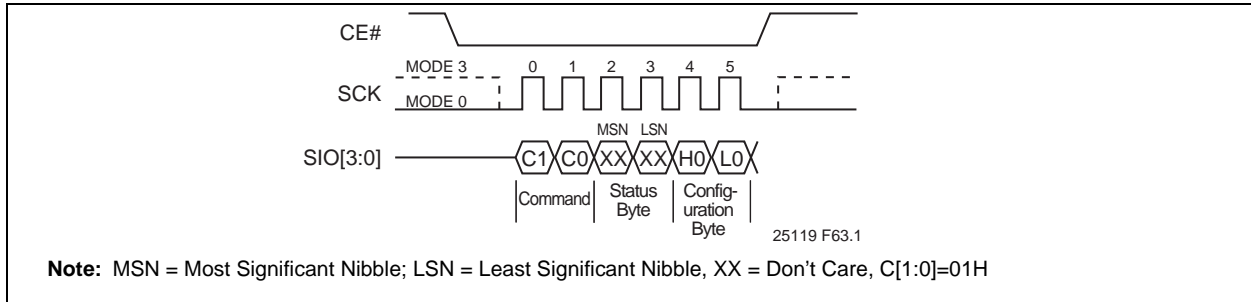 CE#
MODE 3
0 1 2 3 4 5
SCK
MODE 0
MSN LSN
SIO[3:0]
C1 C0 XX XX H0 L0
Command
Status
Byte
Config-
uration
Byte
25119 F63.1
Note: MSN = Most Significant Nibble; LSN = Least Significant Nibble, XX = Don't Care, C[1:0]=01H